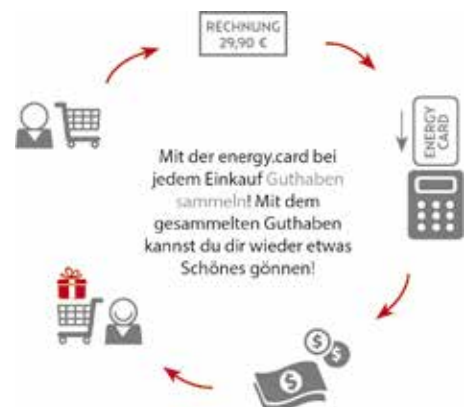 RECHNUNG
29,90 €
ENERGY
CARD
Mit der energy.card bei
jedem Einkauf Guthaben
sammeln! Mit dem
gesammelten Guthaben
kannst du dir wieder etwas
Schönes gönnen!
$
$
$